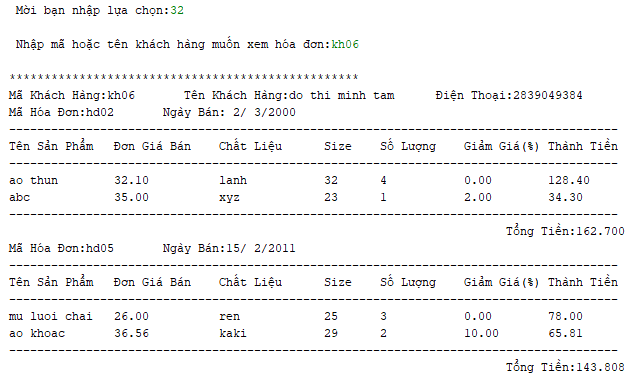 Mời bạn nhập lựa chọn:32
Nhập mã hoặc tên khách hàng muốn xem hóa đơn:kh06
**************************************************
Mã Khách Hàng:kh06 Tên Khách Hàng:do thi minh tam Điện Thoại:2839049384
Mã Hóa Đơn:hd02 Ngày Bán: 2/ 3/2000
---------------------------------------------------------------------------------------
Tên Sản Phẩm Đơn Giá Bán Chất Liệu Size Số Lượng Giảm Giá(%) Thành Tiền
---------------------------------------------------------------------------------------
ao thun 32.10 lanh 32 4 0.00 128.40
abc 35.00 xyz 23 1 2.00 34.30
---------------------------------------------------------------------------------------
Tổng Tiền:162.700
Mã Hóa Đơn:hd05 Ngày Bán:15/ 2/2011
---------------------------------------------------------------------------------------
Tên Sản Phẩm Đơn Giá Bán Chất Liệu Size Số Lượng Giảm Giá(%) Thành Tiền
---------------------------------------------------------------------------------------
mu luoi chai 26.00 ren 25 3 0.00 78.00
ao khoac 36.56 kaki 29 2 10.00 65.81
---------------------------------------------------------------------------------------
Tổng Tiền:143.808